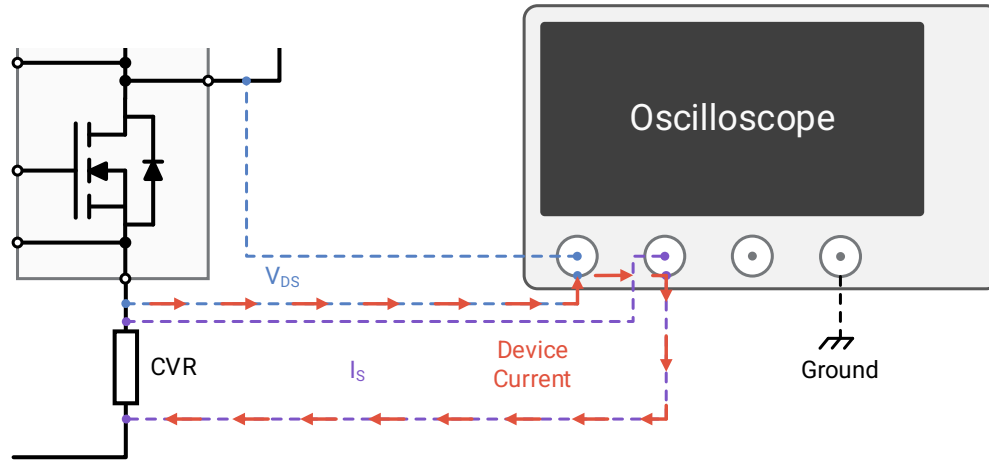 Oscilloscope
V_DS
CVR
I_S
Device
Current
Ground